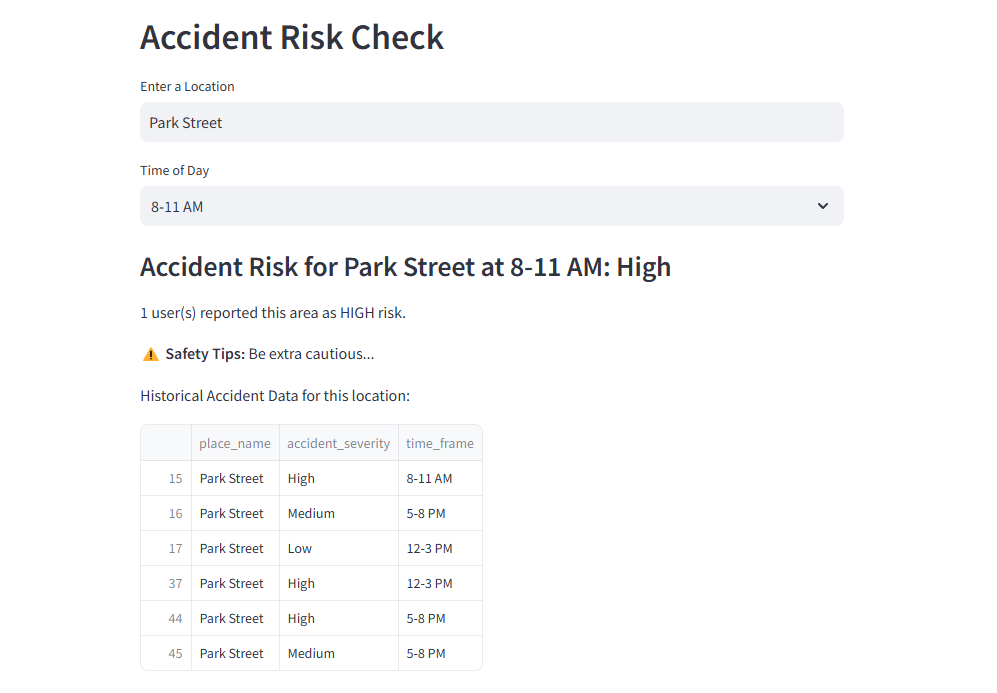 Accident Risk Check
Enter a Location
Park Street
Time of Day
8-11 AM
Accident Risk for Park Street at 8-11 AM: High
1 user(s) reported this area as HIGH risk.
⚠️ Safety Tips: Be extra cautious...
Historical Accident Data for this location:
place_name accident_severity time_frame
15 Park Street High 8-11 AM
16 Park Street Medium 5-8 PM
17 Park Street Low 12-3 PM
37 Park Street High 12-3 PM
44 Park Street High 5-8 PM
45 Park Street Medium 5-8 PM